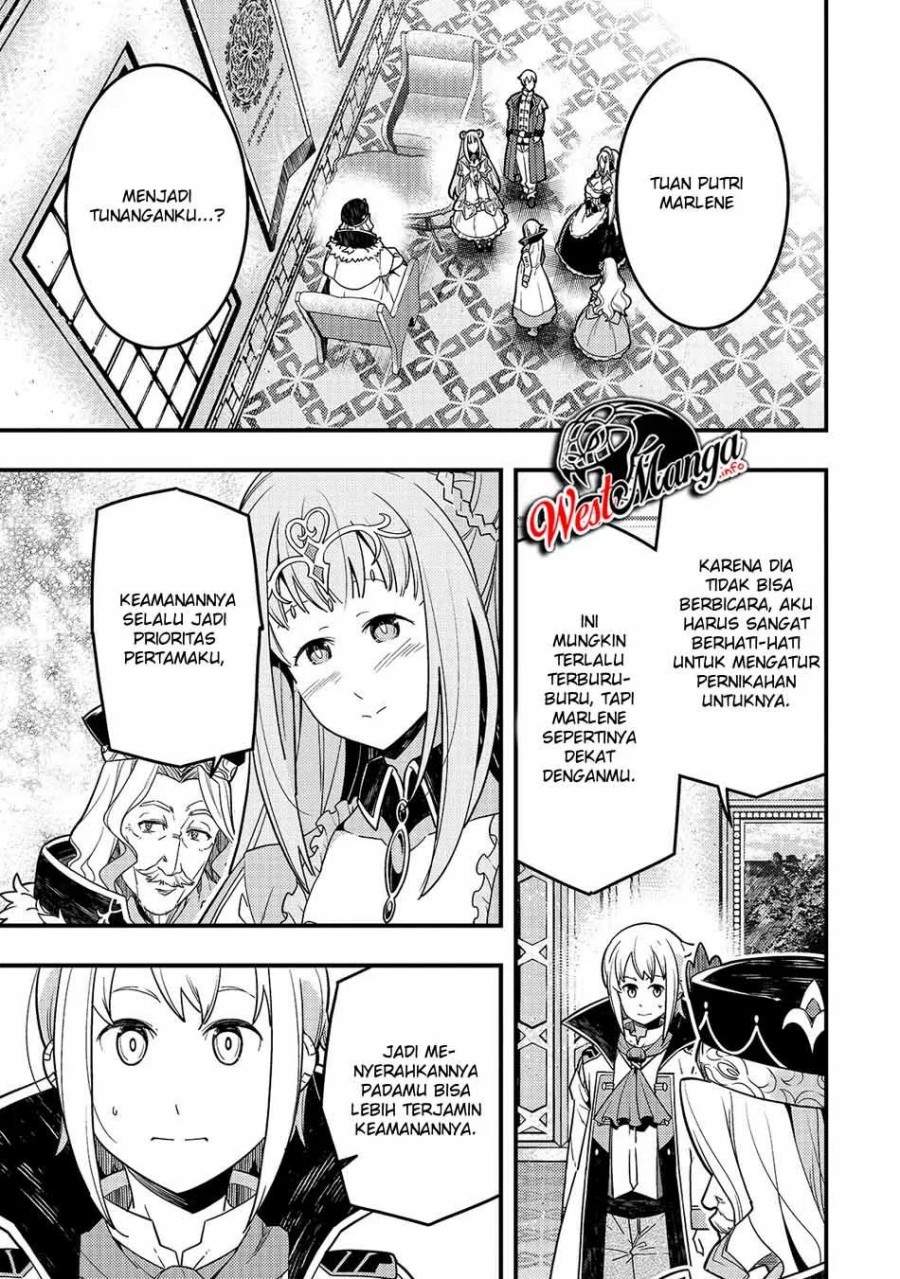 TUAN PUTRI
MARLENE
MENJADI
TUNANGANKU...?
WestManga
.info
KARENA DIA
TIDAK BISA
BERBICARA, AKU
HARUS SANGAT
BERHATI-HATI
UNTUK MENGATUR
PERNIKAHAN
UNTUKNYA.
INI
MUNGKIN
TERLALU
TERBURU-
BURU, TAPI
MARLENE
SEPERTINYA
DEKAT
DENGANMU.
KEAMANANNYA
SELALU JADI
PRIORITAS
PERTAMAKU,
JADI ME-
NYERAHKANNYA
PADAMU BISA
LEBIH TERJAMIN
KEAMANANNYA.